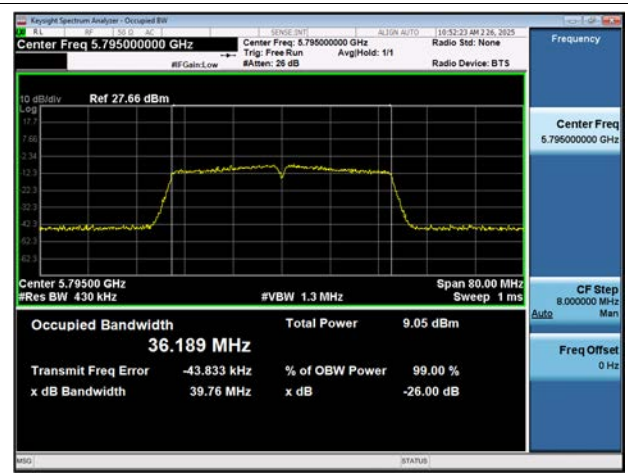 Keysight Spectrum Analyzer - Occupied BW
RL RF 50 Ω AC SENSE:INT ALIGN AUTO 10:52:23 AM 2 26, 2025
Center Freq 5.795000000 GHz
Center Freq: 5.795000000 GHz Radio Std: None
Trig: Free Run Avg|Hold: 1/1
#IFGain:Low #Atten: 26 dB Radio Device: BTS
10 dB/div Ref 27.66 dBm
Log
17.7
7.66
-2.34
-12.3
-22.3
-32.3
-42.3
-52.3
-62.3
Center 5.79500 GHz Span 80.00 MHz
#Res BW 430 kHz #VBW 1.3 MHz Sweep 1 ms
Occupied Bandwidth Total Power 9.05 dBm
36.189 MHz
Transmit Freq Error -43.833 kHz % of OBW Power 99.00 %
x dB Bandwidth 39.76 MHz x dB -26.00 dB
MSG STATUS
Frequency
Center Freq
5.795000000 GHz
CF Step
8.000000 MHz
Auto Man
Freq Offset
0 Hz